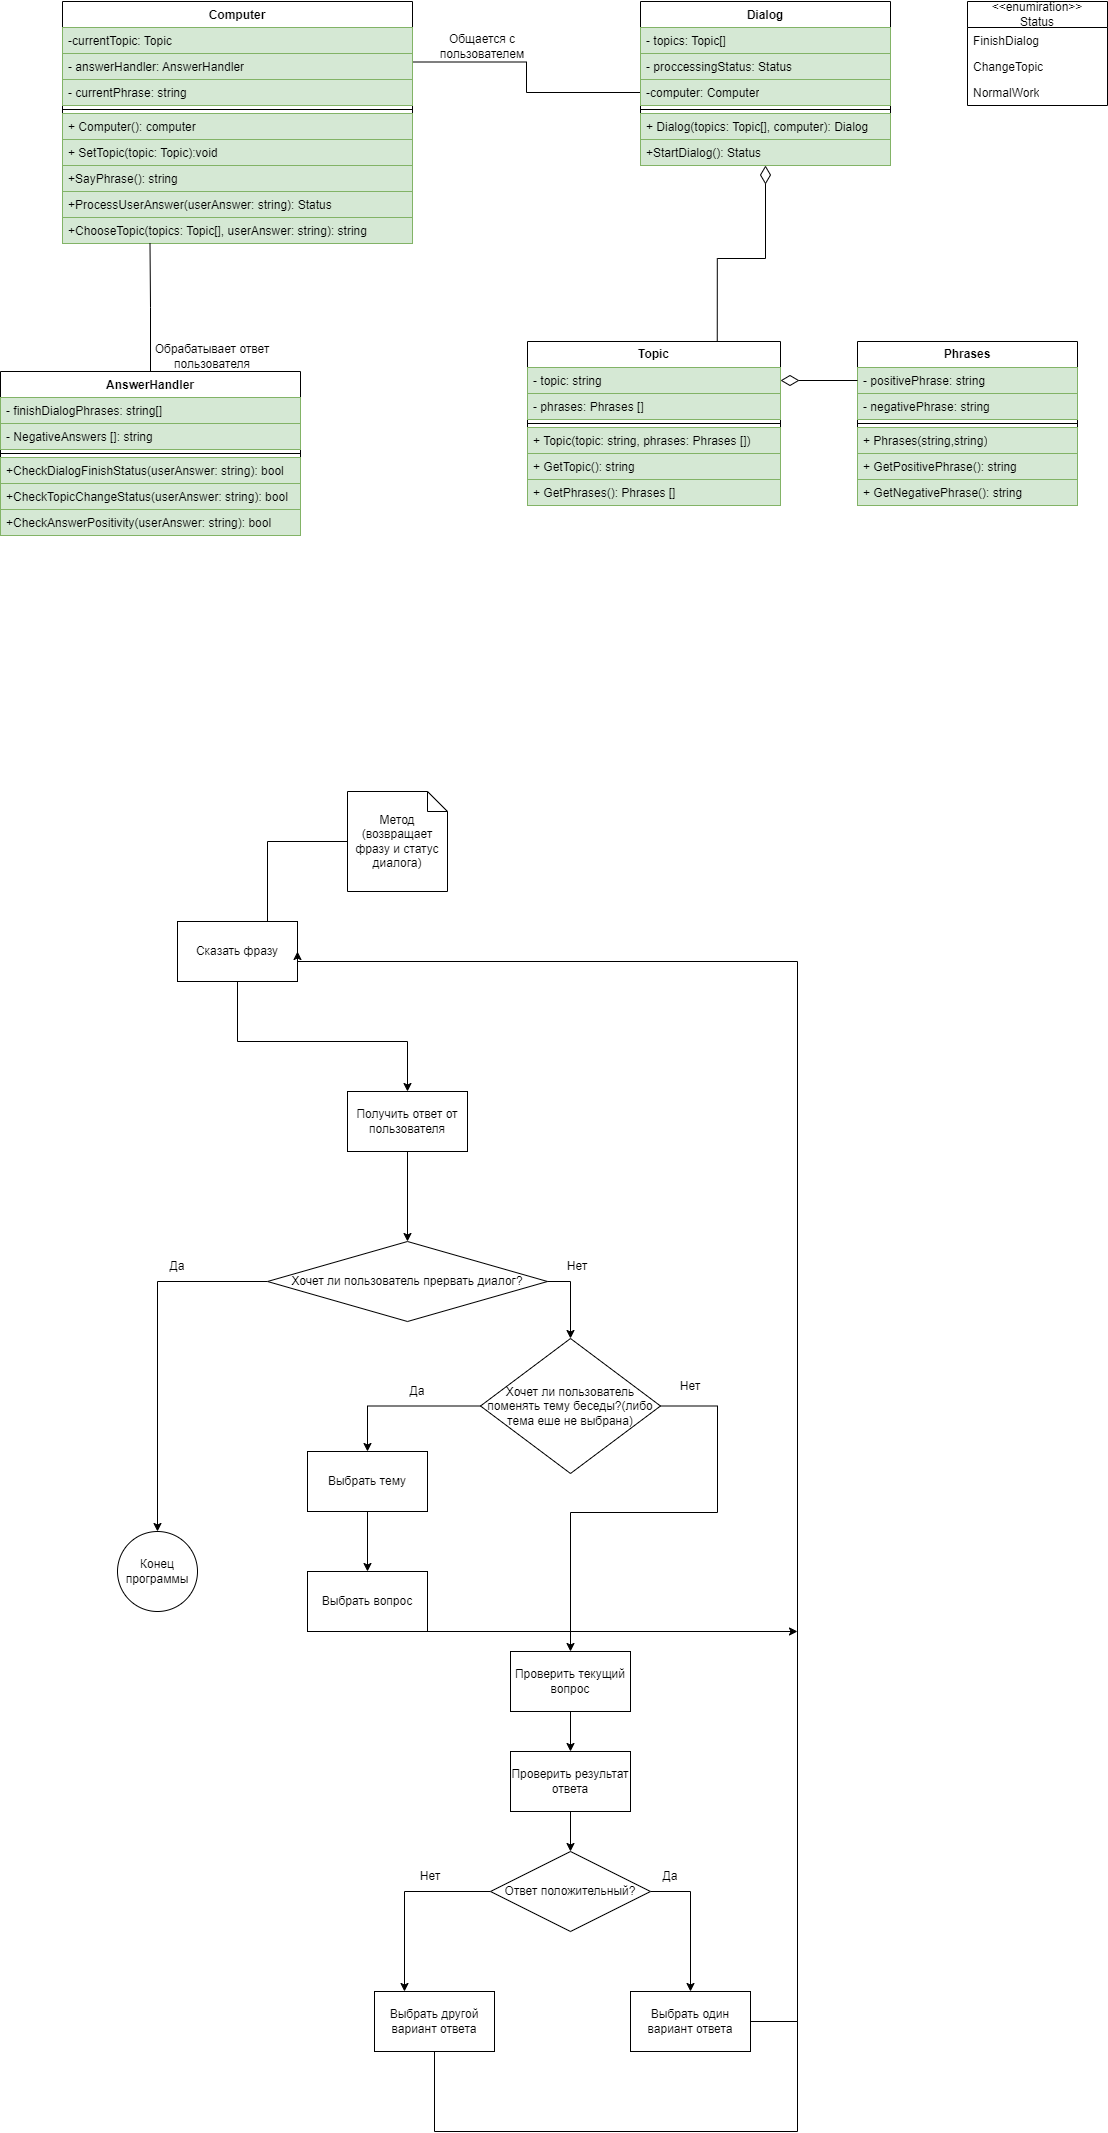 Computer
-currentTopic: Topic
- answerHandler: AnswerHandler
- currentPhrase: string
+ Computer(): computer
+ SetTopic(topic: Topic):void
+SayPhrase(): string
+ProcessUserAnswer(userAnswer: string): Status
+ChooseTopic(topics: Topic[], userAnswer: string): string
Общается с
пользователем
Dialog
- topics: Topic[]
- proccessingStatus: Status
-computer: Computer
+ Dialog(topics: Topic[], computer): Dialog
+StartDialog(): Status
<<enumiration>>
Status
FinishDialog
ChangeTopic
NormalWork
Обрабатывает ответ
пользователя
AnswerHandler
- finishDialogPhrases: string[]
- NegativeAnswers []: string
+CheckDialogFinishStatus(userAnswer: string): bool
+CheckTopicChangeStatus(userAnswer: string): bool
+CheckAnswerPositivity(userAnswer: string): bool
Topic
- topic: string
- phrases: Phrases []
+ Topic(topic: string, phrases: Phrases [])
+ GetTopic(): string
+ GetPhrases(): Phrases []
Phrases
- positivePhrase: string
- negativePhrase: string
+ Phrases(string,string)
+ GetPositivePhrase(): string
+ GetNegativePhrase(): string
Метод
(возвращает
фразу и статус
диалога)
Сказать фразу
Получить ответ от
пользователя
Да
Хочет ли пользователь прервать диалог?
Нет
Да
Хочет ли пользователь
поменять тему беседы?(либо
тема еше не выбрана)
Нет
Выбрать тему
Конец
программы
Выбрать вопрос
Проверить текущий
вопрос
Проверить результат
ответа
Нет
Ответ положительный?
Да
Выбрать другой
вариант ответа
Выбрать один
вариант ответа